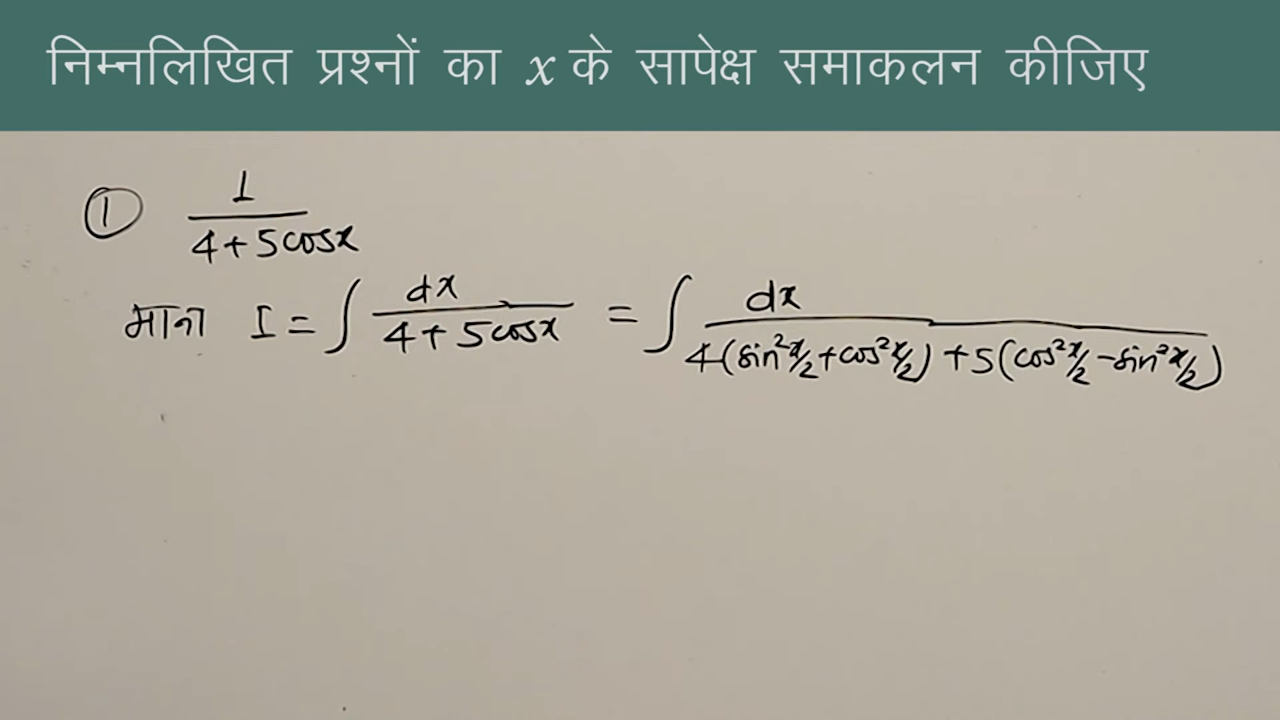 निम्नलिखित प्रश्नों का x के सापेक्ष समाकलन कीजिए
① 1/(4+5cosx)
माना I = ∫ dx/(4+5cosx) = ∫ dx/(4(sin²x/2+cos²x/2)+5(cos²x/2-sin²x/2))